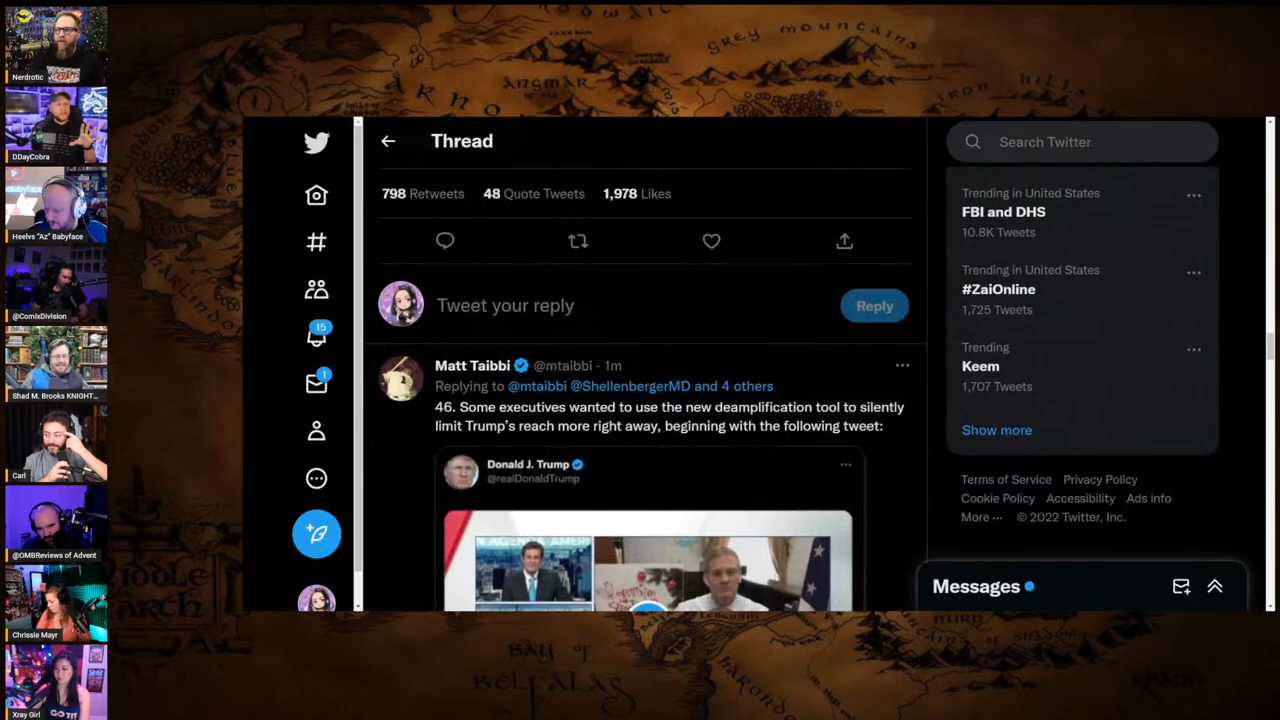 Nerdrotic
DDayCobra
Heelvs "Az" Babyface
@ComixDivision
Shad M. Brooks KNIGHT...
Carl
@OMBReviews of Advent
Chrissie Mayr
Xray Girl
GREY MOUNTAINS
ANGMAR
IRON HILLS
Thread
798 Retweets 48 Quote Tweets 1,978 Likes
Tweet your reply
Reply
15
1
Matt Taibbi @mtaibbi · 1m
Replying to @mtaibbi @ShellenbergerMD and 4 others
46. Some executives wanted to use the new deamplification tool to silently
limit Trump's reach more right away, beginning with the following tweet:
Donald J. Trump
@realDonaldTrump
Search Twitter
Trending in United States
FBI and DHS
10.8K Tweets
Trending in United States
#ZaiOnline
1,725 Tweets
Trending
Keem
1,707 Tweets
Show more
Terms of Service Privacy Policy
Cookie Policy Accessibility Ads info
More ··· © 2022 Twitter, Inc.
Messages
BAY OF
BELFALAS